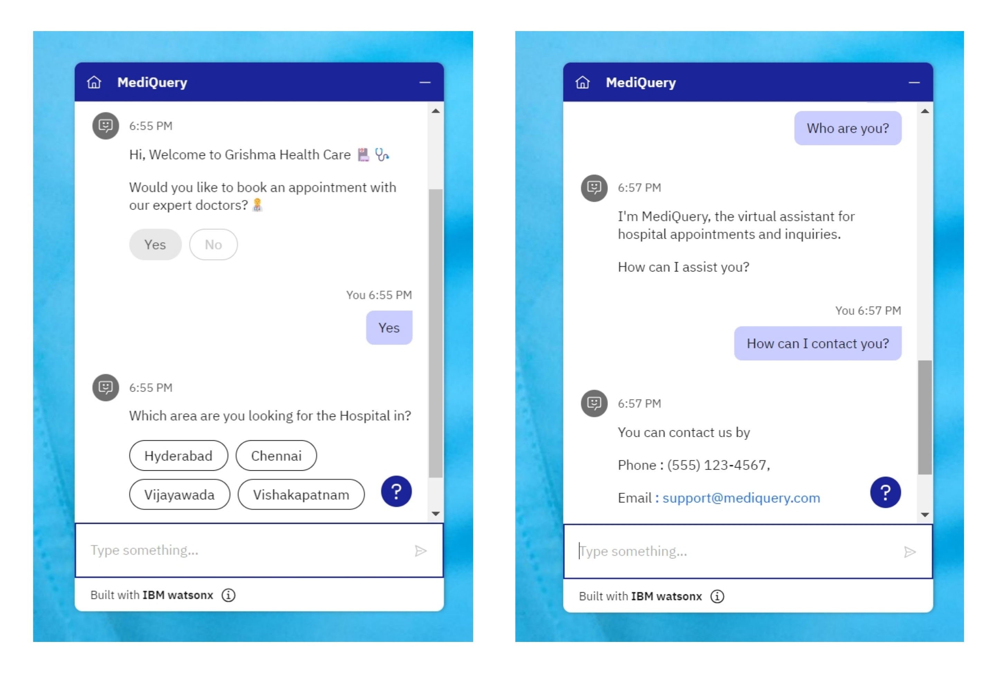 MediQuery
6:55 PM
Hi, Welcome to Grishma Health Care 🏥 🩺
Would you like to book an appointment with
our expert doctors? 🧑‍⚕️
Yes No
You 6:55 PM
Yes
6:55 PM
Which area are you looking for the Hospital in?
Hyderabad Chennai
Vijayawada Vishakapatnam
?
Type something...
Built with IBM watsonx
MediQuery
Who are you?
6:57 PM
I'm MediQuery, the virtual assistant for
hospital appointments and inquiries.
How can I assist you?
You 6:57 PM
How can I contact you?
6:57 PM
You can contact us by
Phone : (555) 123-4567,
Email : support@mediquery.com
?
Type something...
Built with IBM watsonx